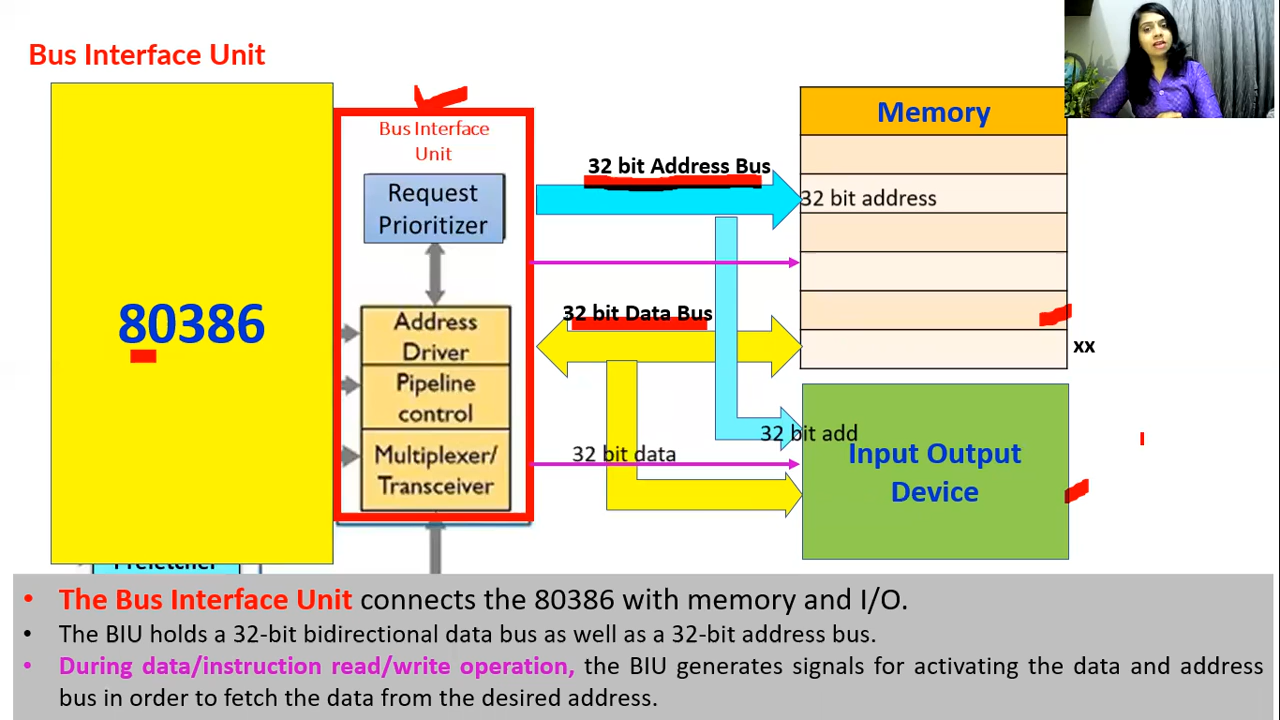 Bus Interface Unit
Bus Interface
Unit
Request
Prioritizer
Address
Driver
Pipeline
control
Multiplexer/
Transceiver
80386
32 bit Address Bus
32 bit Data Bus
32 bit data
Memory
32 bit address
xx
32 bit add
Input Output
Device
Prefetcher
• The Bus Interface Unit connects the 80386 with memory and I/O.
• The BIU holds a 32-bit bidirectional data bus as well as a 32-bit address bus.
• During data/instruction read/write operation, the BIU generates signals for activating the data and address
bus in order to fetch the data from the desired address.